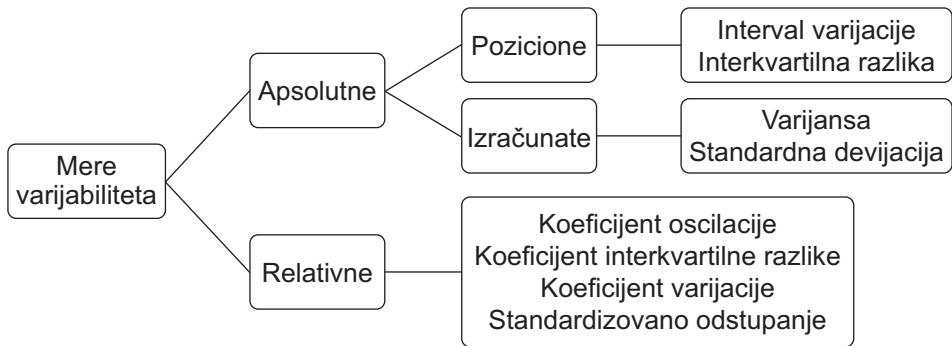 Mere
varijabiliteta
Apsolutne
Pozicione
Interval varijacije
Interkvartilna razlika
Izračunate
Varijansa
Standardna devijacija
Relativne
Koeficijent oscilacije
Koeficijent interkvartilne razlike
Koeficijent varijacije
Standardizovano odstupanje